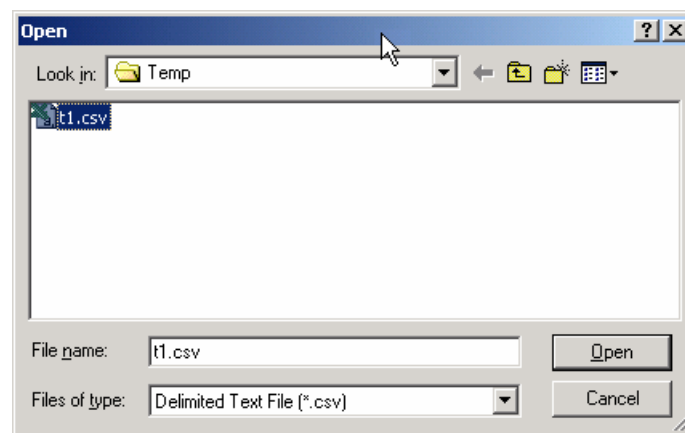 Open
Look in: Temp
t1.csv
File name: t1.csv Open
Files of type: Delimited Text File (*.csv) Cancel